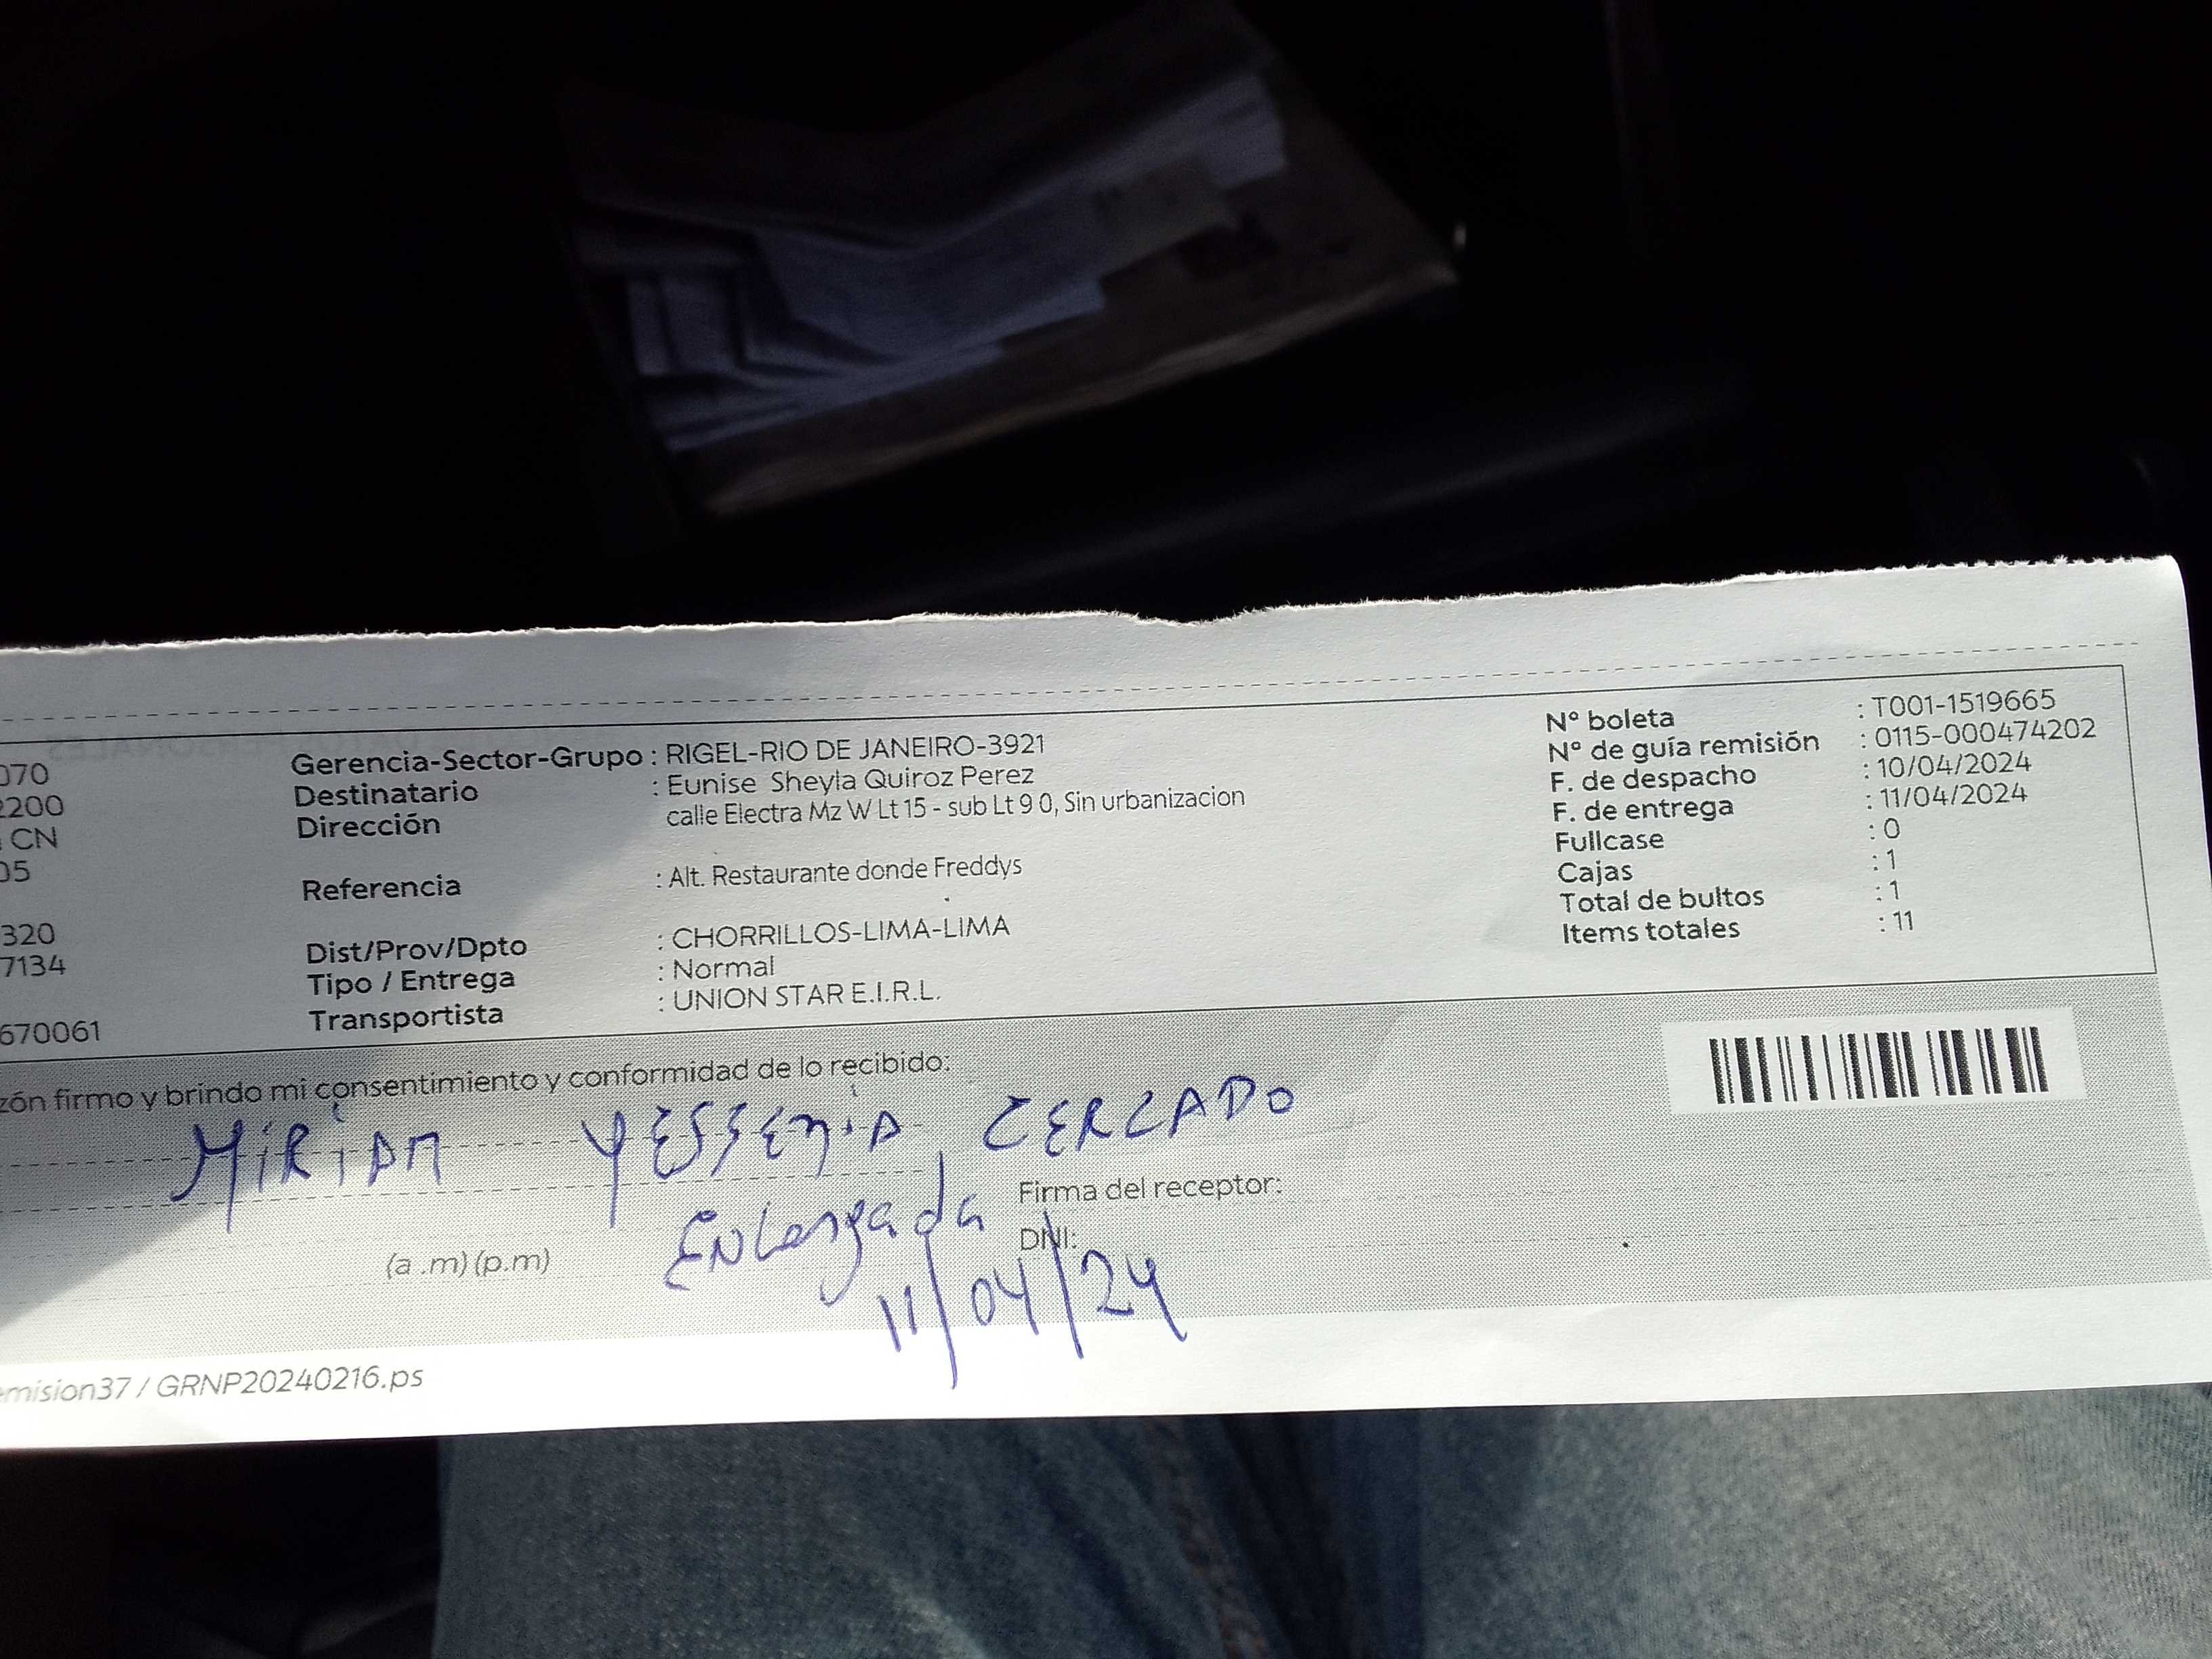 070
2200
CN
05
320
7134
670061
Gerencia-Sector-Grupo : RIGEL-RIO DE JANEIRO-3921
Destinatario : Eunise Sheyla Quiroz Perez
Dirección calle Electra Mz W Lt 15 - sub Lt 9 0, Sin urbanizacion
Referencia : Alt. Restaurante donde Freddys
Dist/Prov/Dpto : CHORRILLOS-LIMA-LIMA
Tipo / Entrega : Normal
Transportista : UNION STAR E.I.R.L.
Nº boleta : T001-1519665
Nº de guía remisión : 0115-000474202
F. de despacho : 10/04/2024
F. de entrega : 11/04/2024
Fullcase : 0
Cajas : 1
Total de bultos : 1
Items totales : 11
zón firmo y brindo mi consentimiento y conformidad de lo recibido:
MIRIAM YESSENIA CERCADO
Firma del receptor:
DNI:
(a .m) (p.m)
11/04/24
mision37 / GRNP20240216.ps